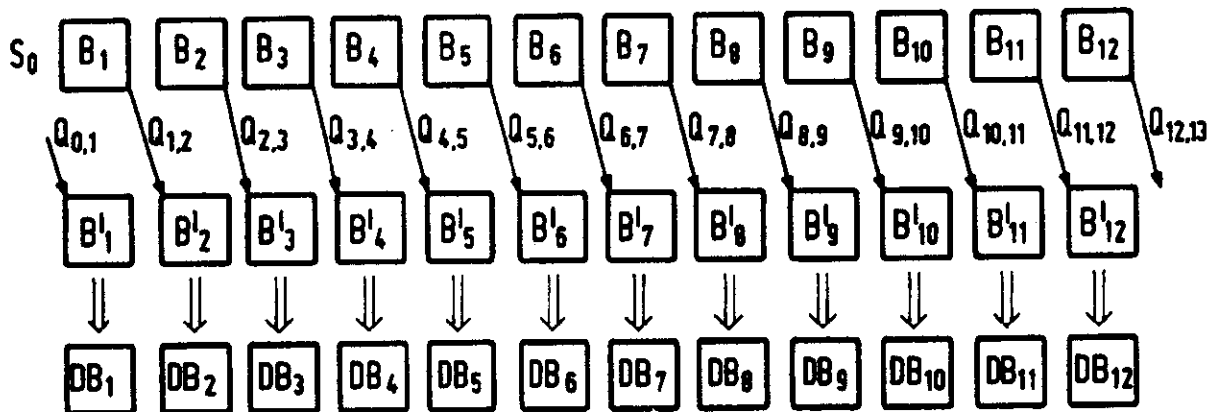 S₀ B₁ B₂ B₃ B₄ B₅ B₆ B₇ B₈ B₉ B₁₀ B₁₁ B₁₂
Q₀,₁ Q₁,₂ Q₂,₃ Q₃,₄ Q₄,₅ Q₅,₆ Q₆,₇ Q₇,₈ Q₈,₉ Q₉,₁₀ Q₁₀,₁₁ Q₁₁,₁₂ Q₁₂,₁₃
B'₁ B'₂ B'₃ B'₄ B'₅ B'₆ B'₇ B'₈ B'₉ B'₁₀ B'₁₁ B'₁₂
DB₁ DB₂ DB₃ DB₄ DB₅ DB₆ DB₇ DB₈ DB₉ DB₁₀ DB₁₁ DB₁₂